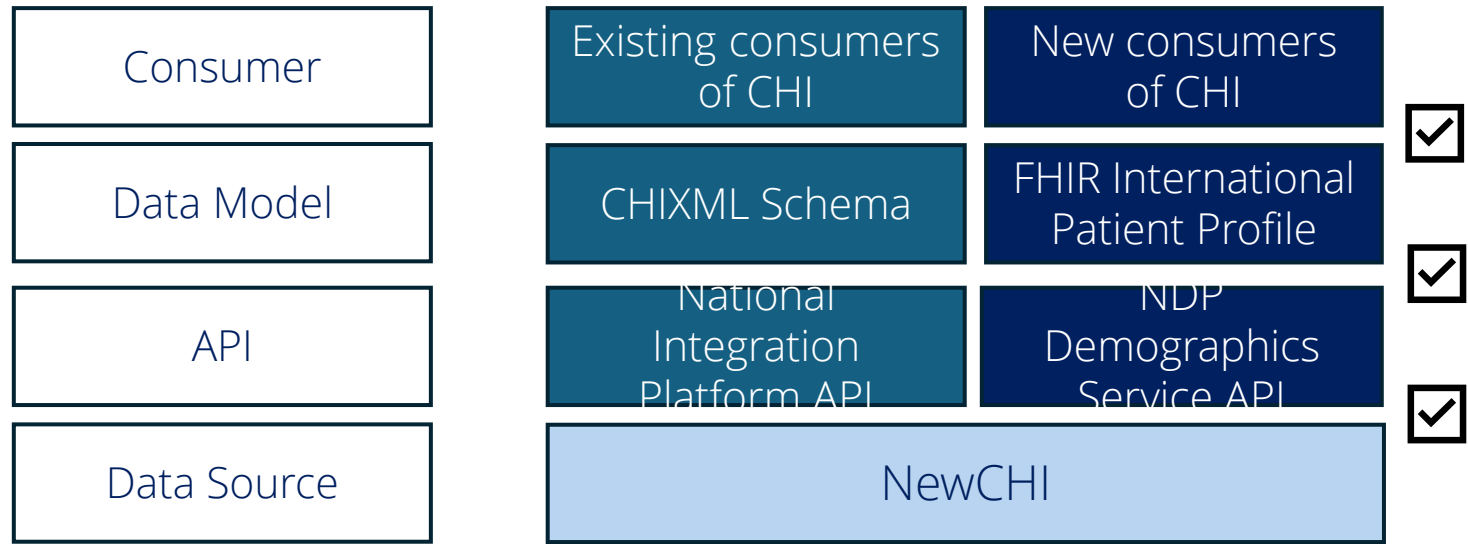 Consumer
Existing consumers
of CHI
New consumers
of CHI
Data Model
CHIXML Schema
FHIR International
Patient Profile
API
National
Integration
Platform API
NDP
Demographics
Service API
Data Source
NewCHI